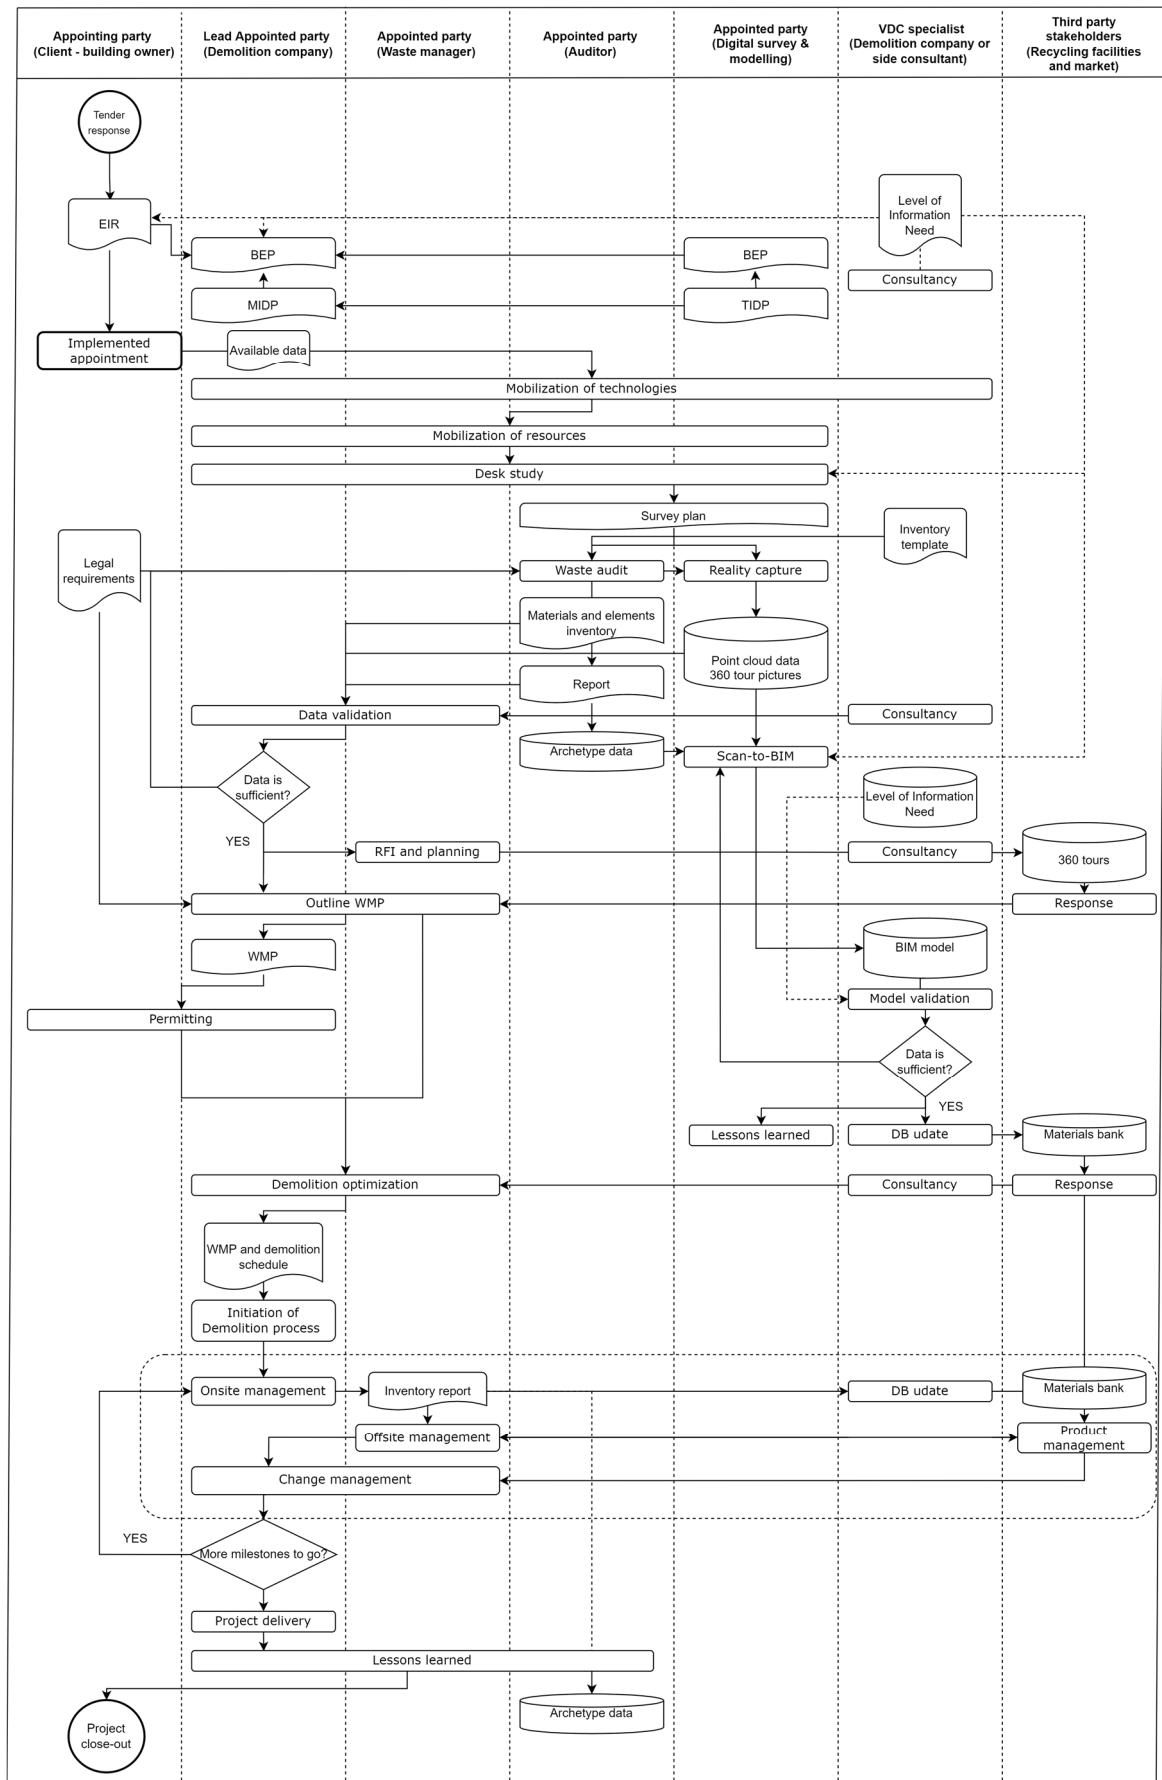 Appointing party
(Client - building owner)
Lead Appointed party
(Demolition company)
Appointed party
(Waste manager)
Appointed party
(Auditor)
Appointed party
(Digital survey &
modelling)
VDC specialist
(Demolition company or
side consultant)
Third party
stakeholders
(Recycling facilities
and market)
Tender
response
EIR
Level of
Information
Need
BEP
BEP
Consultancy
MIDP
TIDP
Implemented
appointment
Available data
Mobilization of technologies
Mobilization of resources
Desk study
Survey plan
Inventory
template
Legal
requirements
Waste audit
Reality capture
Materials and elements
inventory
Point cloud data
360 tour pictures
Report
Data validation
Consultancy
Archetype data
Scan-to-BIM
Data is
sufficient?
Level of Information
Need
YES
RFI and planning
Consultancy
360 tours
Outline WMP
Response
WMP
BIM model
Model validation
Permitting
Data is
sufficient?
YES
Lessons learned
DB udate
Materials bank
Demolition optimization
Consultancy
Response
WMP and demolition
schedule
Initiation of
Demolition process
Onsite management
Inventory report
DB udate
Materials bank
Offsite management
Product
management
Change management
YES
More milestones to go?
Project delivery
Lessons learned
Archetype data
Project
close-out